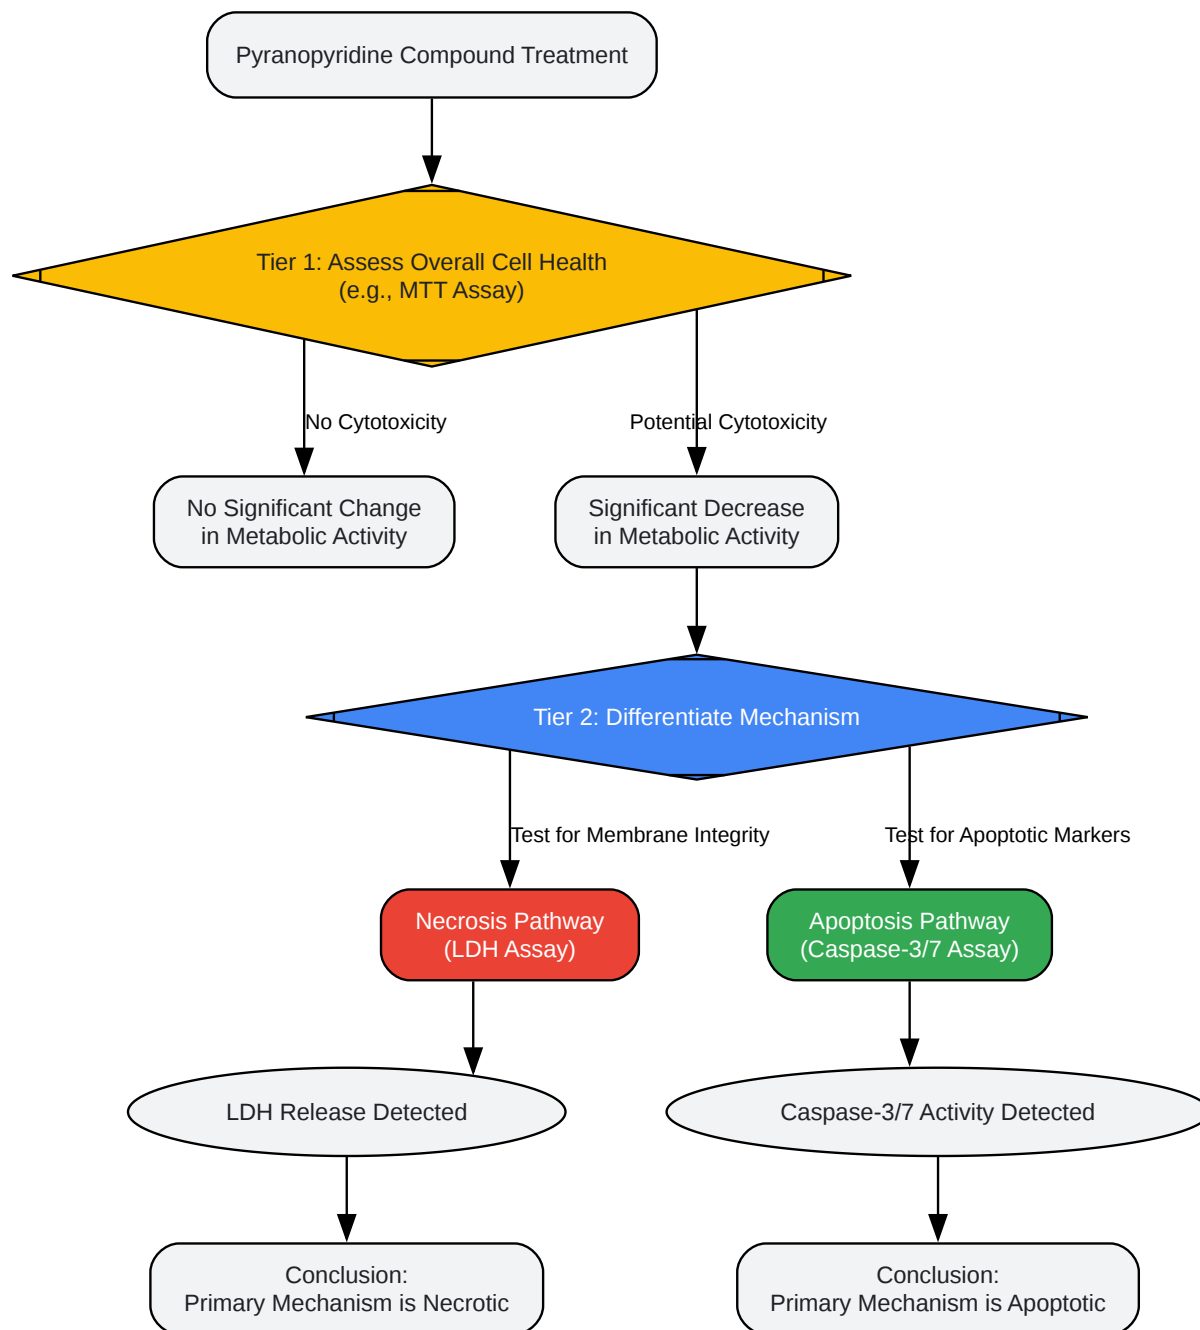 Pyranopyridine Compound Treatment
Tier 1: Assess Overall Cell Health
(e.g., MTT Assay)
No Cytotoxicity
Potential Cytotoxicity
No Significant Change
in Metabolic Activity
Significant Decrease
in Metabolic Activity
Tier 2: Differentiate Mechanism
Test for Membrane Integrity
Test for Apoptotic Markers
Necrosis Pathway
(LDH Assay)
Apoptosis Pathway
(Caspase-3/7 Assay)
LDH Release Detected
Caspase-3/7 Activity Detected
Conclusion:
Primary Mechanism is Necrotic
Conclusion:
Primary Mechanism is Apoptotic